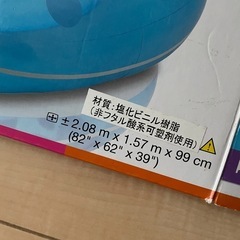 材質：塩化ビニル樹脂
（非フタル酸系可塑剤使用）
± 2.08 m x 1.57 m x 99 cm
(82" x 62" x 39")